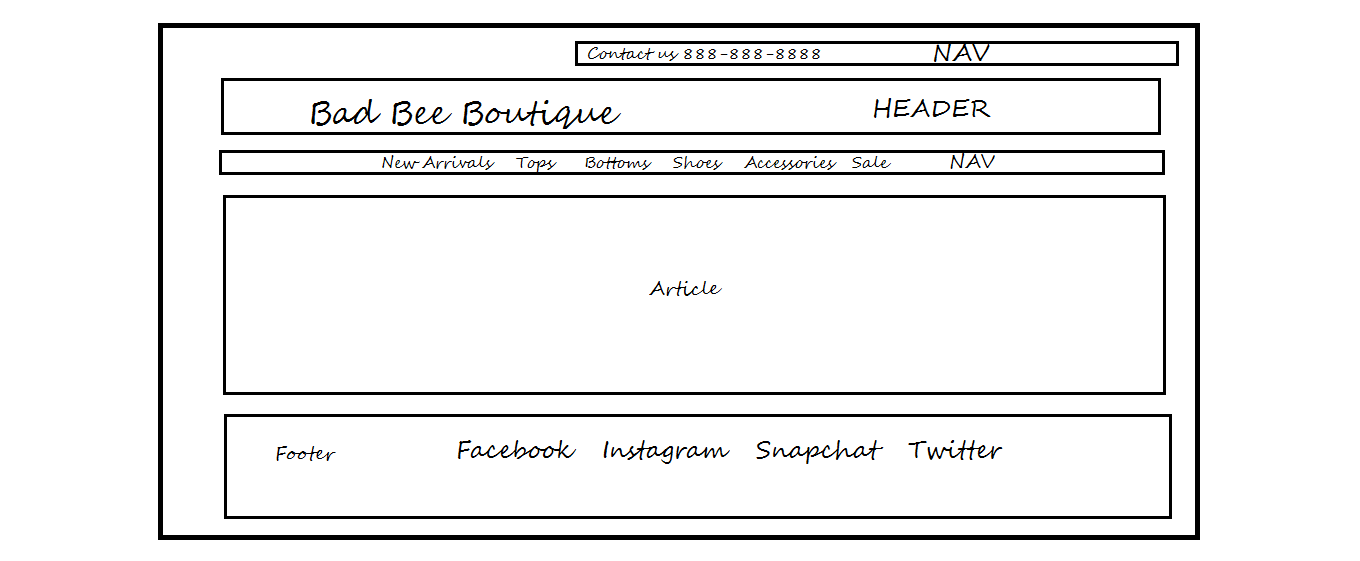 Contact us 888-888-8888 NAV
Bad Bee Boutique HEADER
New Arrivals Tops Bottoms Shoes Accessories Sale NAV
Article
Footer Facebook Instagram Snapchat Twitter